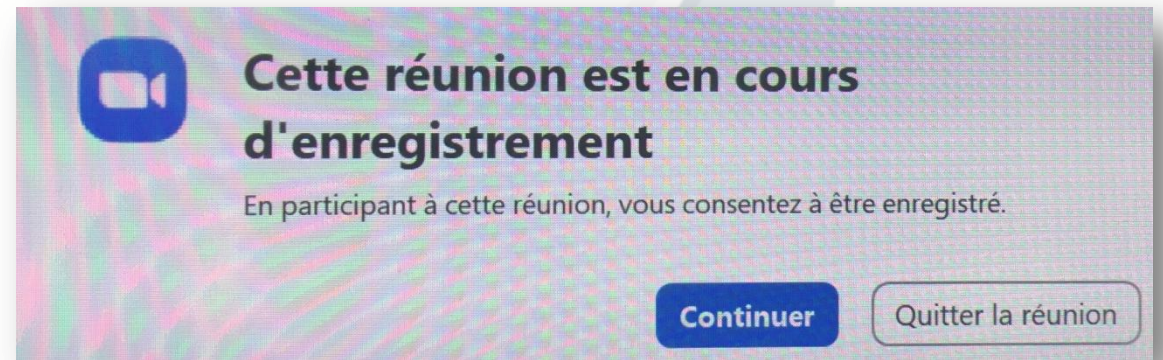 Cette réunion est en cours
d'enregistrement
En participant à cette réunion, vous consentez à être enregistré.
Continuer
Quitter la réunion